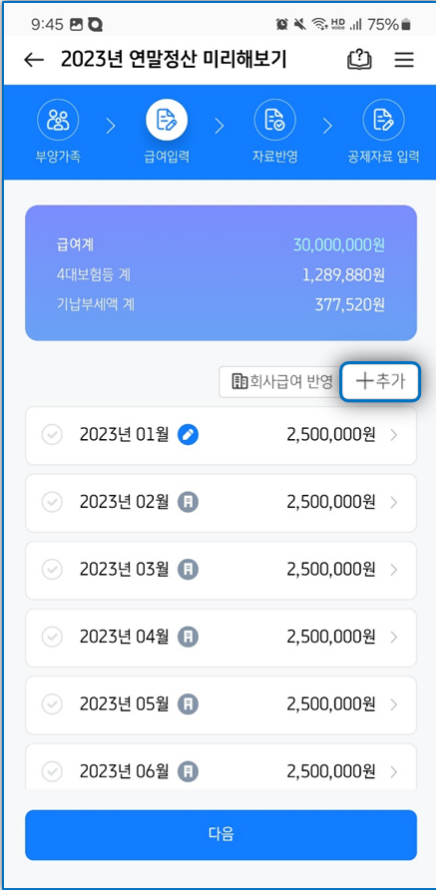 9:45 75%
2023년 연말정산 미리해보기
부양가족 급여입력 자료반영 공제자료 입력
급여계 30,000,000원
4대보험등 계 1,289,880원
기납부세액 계 377,520원
회사급여 반영 +추가
2023년 01월 2,500,000원
2023년 02월 2,500,000원
2023년 03월 2,500,000원
2023년 04월 2,500,000원
2023년 05월 2,500,000원
2023년 06월 2,500,000원
다음